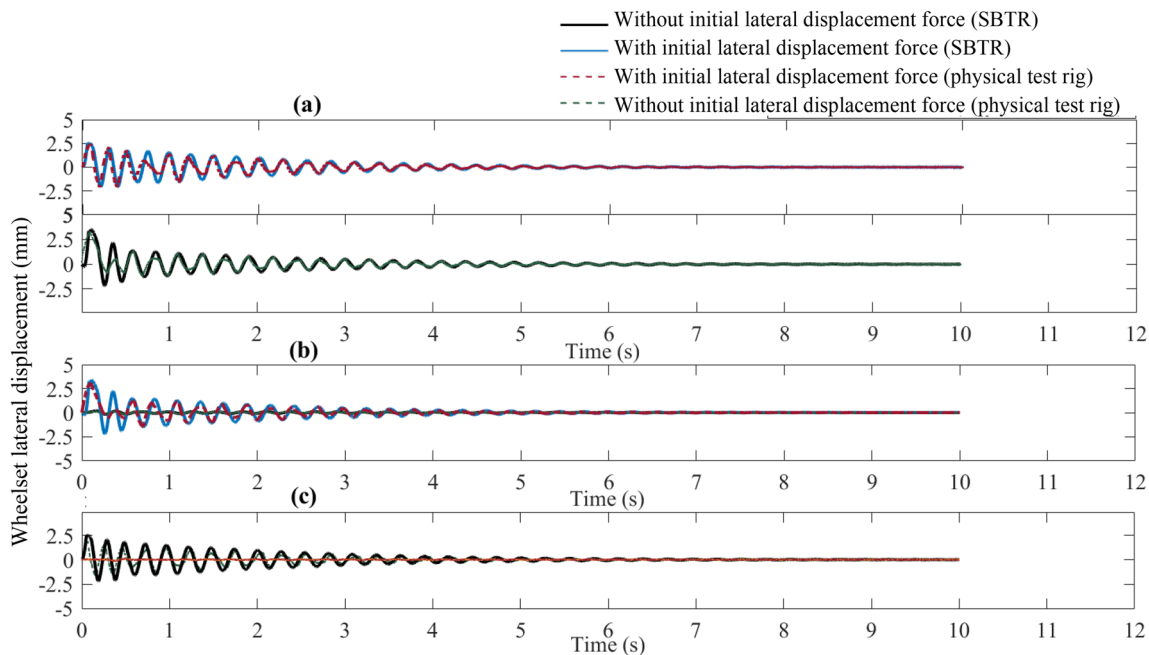 Without initial lateral displacement force (SBTR)
With initial lateral displacement force (SBTR)
With initial lateral displacement force (physical test rig)
Without initial lateral displacement force (physical test rig)
(a)
5
2.5
0
-2.5
5
2.5
0
-2.5
1 2 3 4 5 6 7 8 9 10 11 12
Time (s)
(b)
5
2.5
0
-2.5
-5
0 1 2 3 4 5 6 7 8 9 10 11 12
Time (s)
(c)
2.5
0
-2.5
-5
0 1 2 3 4 5 6 7 8 9 10 11 12
Time (s)
Wheelset lateral displacement (mm)